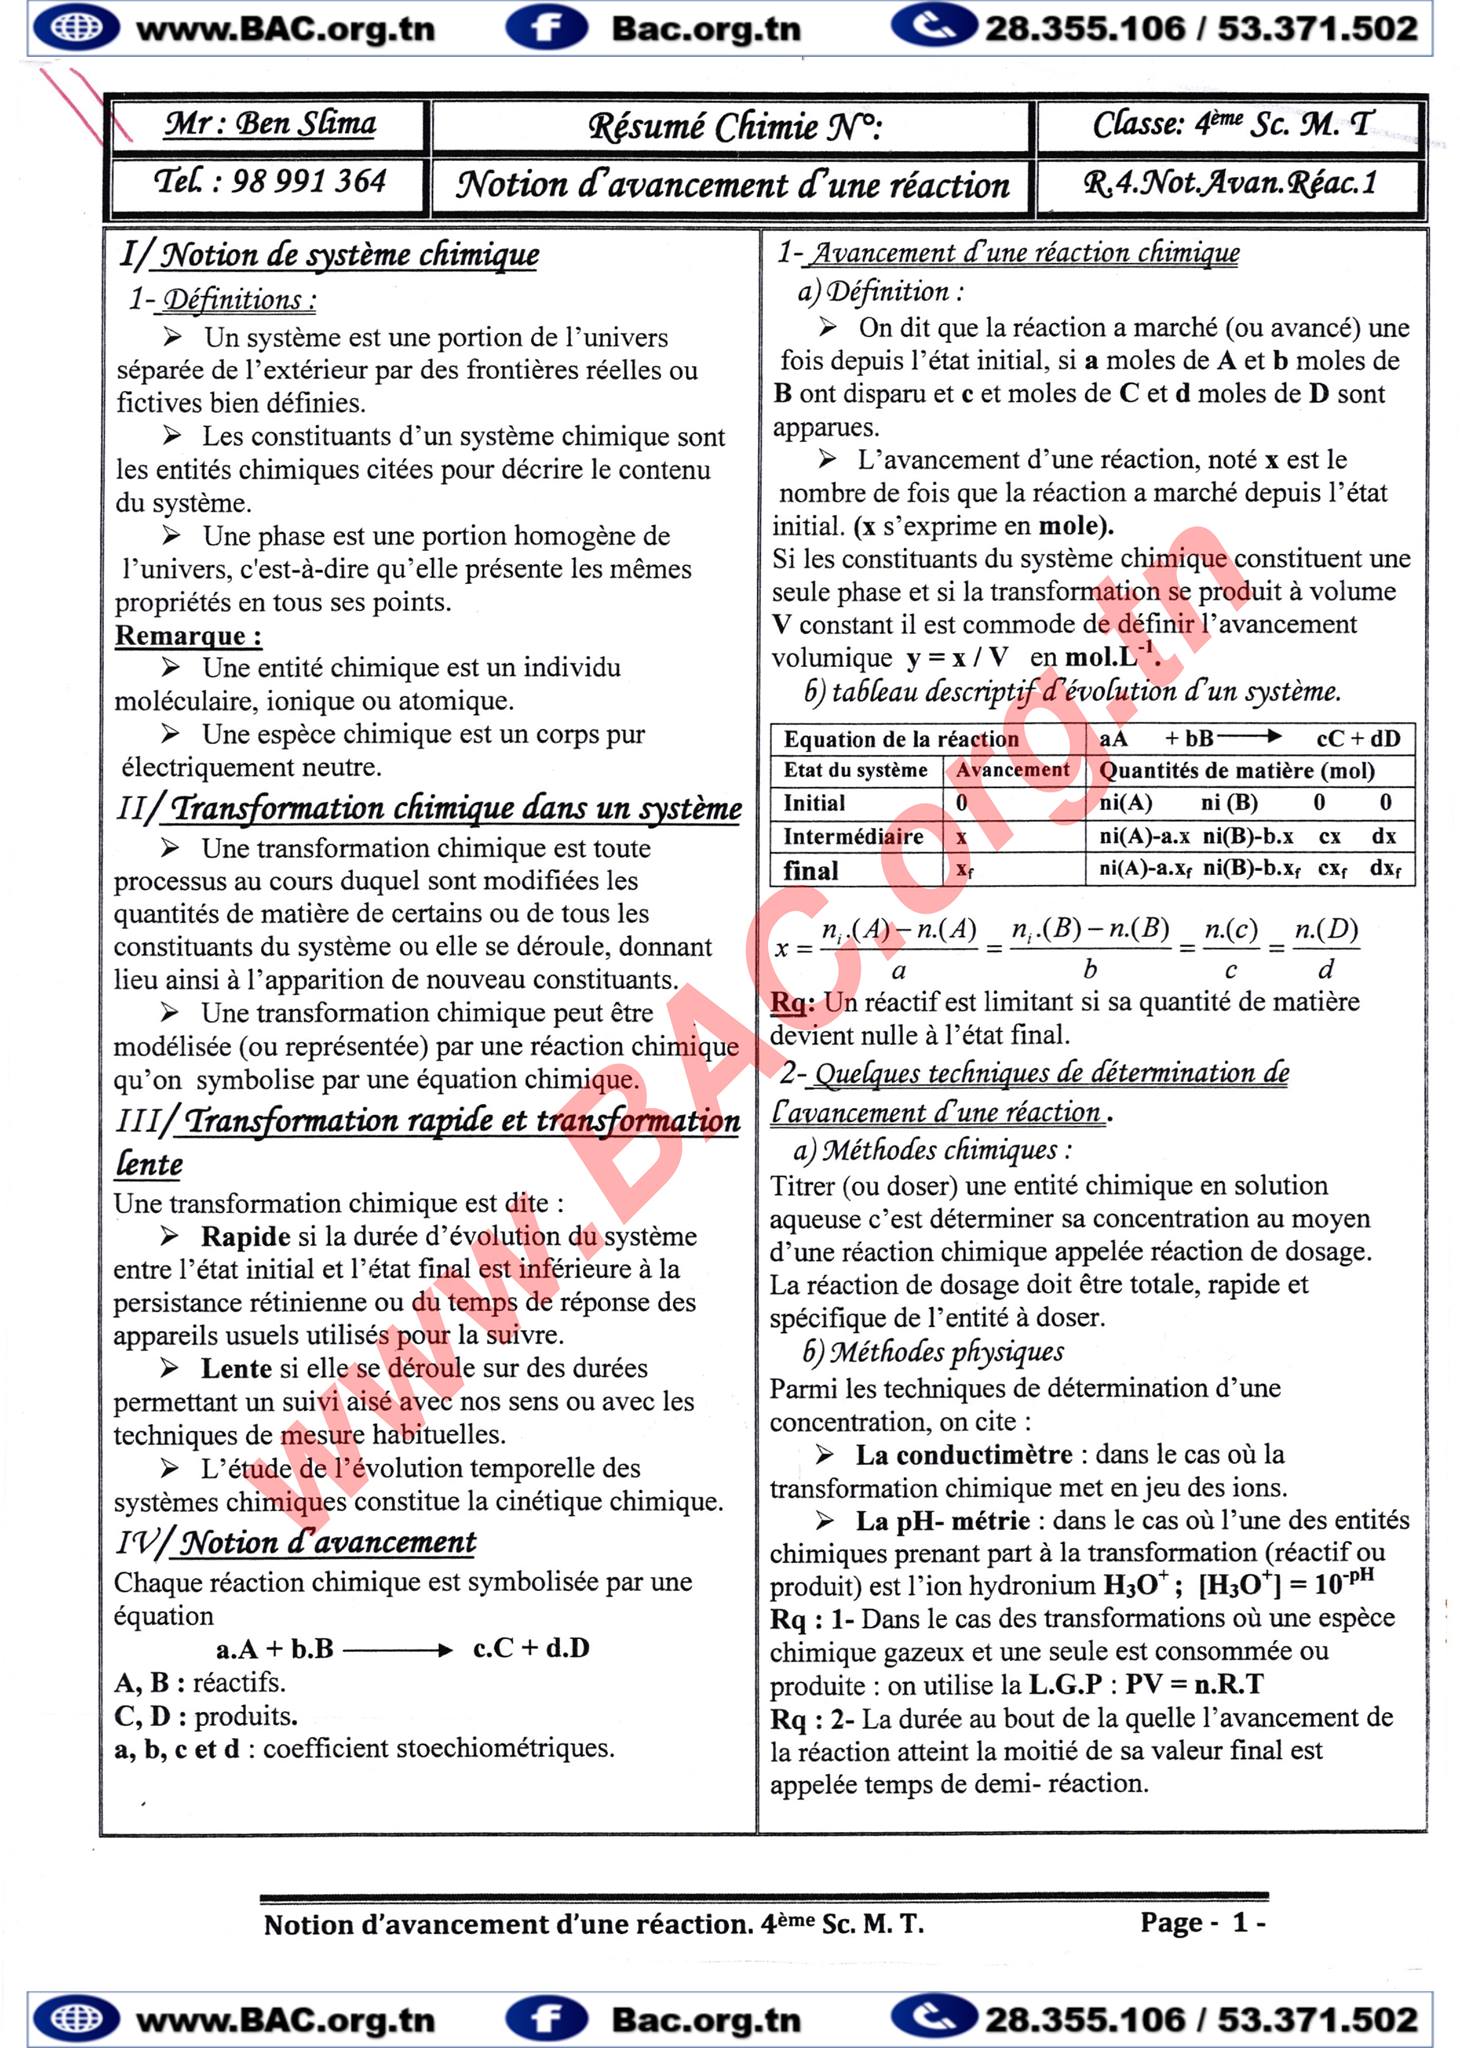 www.BAC.org.tn Bac.org.tn 28.355.106 / 53.371.502
Mr : Ben Slima
Résumé Chimie N°:
Classe: 4ème Sc. M. T
Tel. : 98 991 364
Notion d'avancement d'une réaction
R.4.Not.Avan.Réac.1
I/ Notion de système chimique
1- Définitions :
➢ Un système est une portion de l'univers
séparée de l'extérieur par des frontières réelles ou
fictives bien définies.
➢ Les constituants d'un système chimique sont
les entités chimiques citées pour décrire le contenu
du système.
➢ Une phase est une portion homogène de
l'univers, c'est-à-dire qu'elle présente les mêmes
propriétés en tous ses points.
Remarque :
➢ Une entité chimique est un individu
moléculaire, ionique ou atomique.
➢ Une espèce chimique est un corps pur
électriquement neutre.
II/ Transformation chimique dans un système
➢ Une transformation chimique est toute
processus au cours duquel sont modifiées les
quantités de matière de certains ou de tous les
constituants du système ou elle se déroule, donnant
lieu ainsi à l'apparition de nouveau constituants.
➢ Une transformation chimique peut être
modélisée (ou représentée) par une réaction chimique
qu'on symbolise par une équation chimique.
III/ Transformation rapide et transformation
lente
Une transformation chimique est dite :
➢ Rapide si la durée d'évolution du système
entre l'état initial et l'état final est inférieure à la
persistance rétinienne ou du temps de réponse des
appareils usuels utilisés pour la suivre.
➢ Lente si elle se déroule sur des durées
permettant un suivi aisé avec nos sens ou avec les
techniques de mesure habituelles.
➢ L'étude de l'évolution temporelle des
systèmes chimiques constitue la cinétique chimique.
IV/ Notion d'avancement
Chaque réaction chimique est symbolisée par une
équation
a.A + b.B ⟶ c.C + d.D
A, B : réactifs.
C, D : produits.
a, b, c et d : coefficient stoechiométriques.
1- Avancement d'une réaction chimique
a) Définition :
➢ On dit que la réaction a marché (ou avancé) une
fois depuis l'état initial, si a moles de A et b moles de
B ont disparu et c et moles de C et d moles de D sont
apparues.
➢ L'avancement d'une réaction, noté x est le
nombre de fois que la réaction a marché depuis l'état
initial. (x s'exprime en mole).
Si les constituants du système chimique constituent une
seule phase et si la transformation se produit à volume
V constant il est commode de définir l'avancement
volumique y = x / V en mol.L⁻¹.
b) tableau descriptif d'évolution d'un système.
Equation de la réaction aA + bB ⟶ cC + dD
Etat du système Avancement Quantités de matière (mol)
Initial 0 ni(A) ni (B) 0 0
Intermédiaire x ni(A)-a.x ni(B)-b.x cx dx
final xf ni(A)-a.xf ni(B)-b.xf cxf dxf
x = (ni.(A) − n.(A))/a = (ni.(B) − n.(B))/b = n.(c)/c = n.(D)/d
Rq: Un réactif est limitant si sa quantité de matière
devient nulle à l'état final.
2- Quelques techniques de détermination de
l'avancement d'une réaction .
a) Méthodes chimiques :
Titrer (ou doser) une entité chimique en solution
aqueuse c'est déterminer sa concentration au moyen
d'une réaction chimique appelée réaction de dosage.
La réaction de dosage doit être totale, rapide et
spécifique de l'entité à doser.
b) Méthodes physiques
Parmi les techniques de détermination d'une
concentration, on cite :
➢ La conductimètre : dans le cas où la
transformation chimique met en jeu des ions.
➢ La pH- métrie : dans le cas où l'une des entités
chimiques prenant part à la transformation (réactif ou
produit) est l'ion hydronium H₃O⁺ ; [H₃O⁺] = 10^-pH
Rq : 1- Dans le cas des transformations où une espèce
chimique gazeux et une seule est consommée ou
produite : on utilise la L.G.P : PV = n.R.T
Rq : 2- La durée au bout de la quelle l'avancement de
la réaction atteint la moitié de sa valeur final est
appelée temps de demi- réaction.
www.BAC.org.tn
Notion d'avancement d'une réaction. 4ème Sc. M. T. Page - 1 -
www.BAC.org.tn Bac.org.tn 28.355.106 / 53.371.502